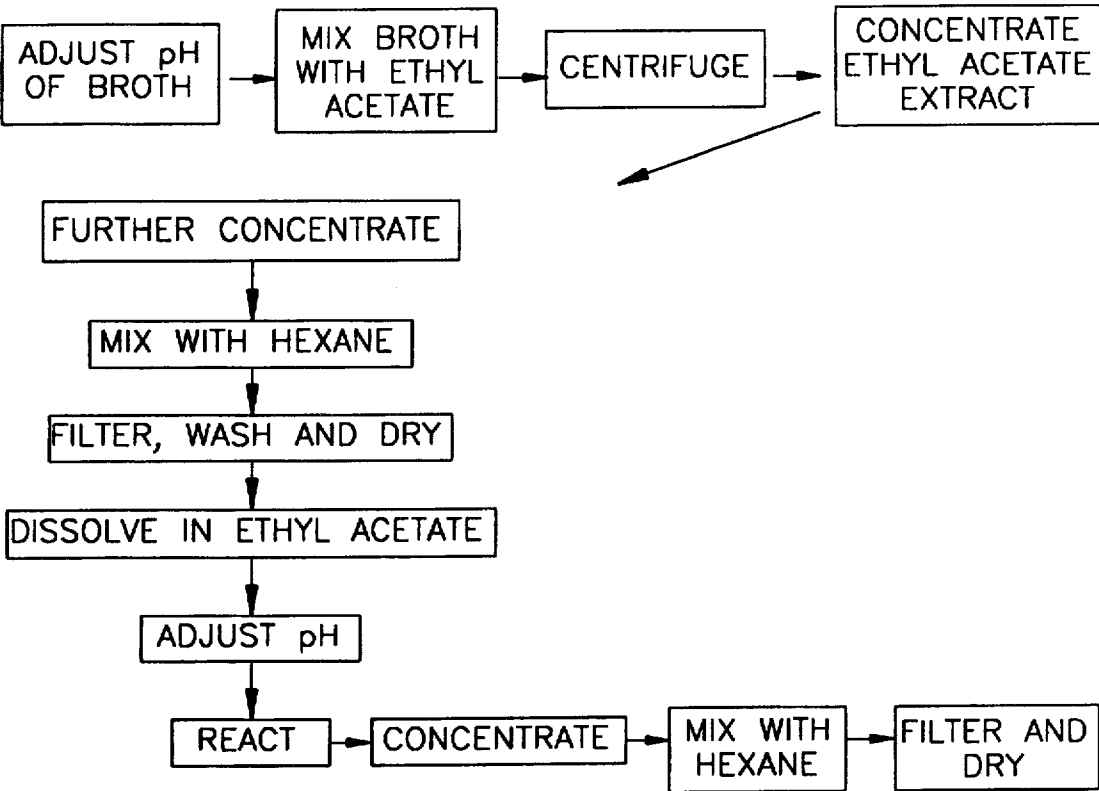 ADJUST pH
OF BROTH
MIX BROTH
WITH ETHYL
ACETATE
CENTRIFUGE
CONCENTRATE
ETHYL ACETATE
EXTRACT
FURTHER CONCENTRATE
MIX WITH HEXANE
FILTER, WASH AND DRY
DISSOLVE IN ETHYL ACETATE
ADJUST pH
REACT
CONCENTRATE
MIX WITH
HEXANE
FILTER AND
DRY